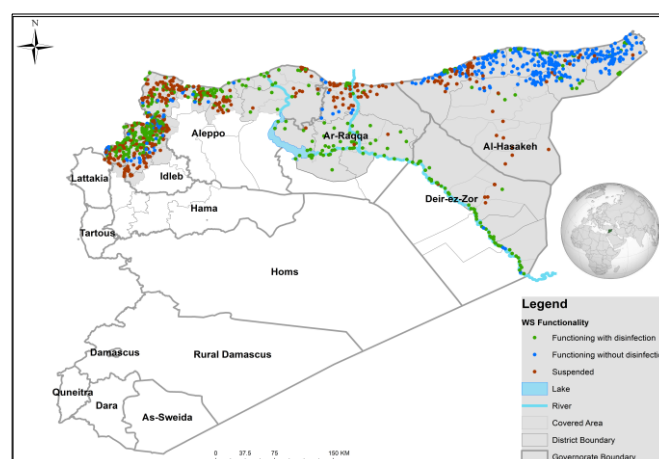 N
Aleppo
Ar-Raqqa
Al-Hasakeh
Lattakia
Idleb
Deir-ez-Zor
Hama
Tartous
Homs
Damascus
Rural Damascus
Quneitra
Dara
As-Sweida
0 37.5 75 150 KM
Legend
WS Functionality
Functioning with disinfection
Functioning without disinfection
Suspended
Lake
River
Covered Area
District Boundary
Governorate Boundary